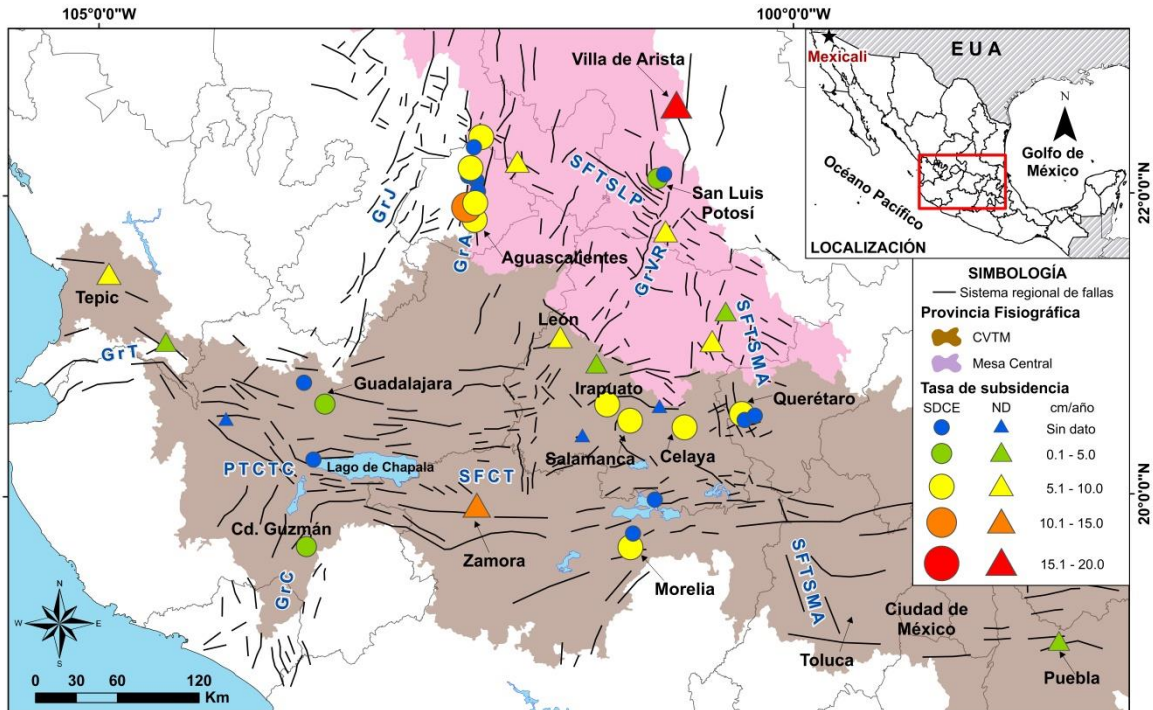 105°0'0"W
100°0'0"W
Villa de Arista
Mexicali
E U A
N
Golfo de
México
Océano Pacífico
LOCALIZACIÓN
22°0'0"N
SFTSLP
San Luis
Potosí
GrJ
GrA
Aguascalientes
GrVR
SFTSMA
Tepic
GrT
León
Guadalajara
Irapuato
Querétaro
Salamanca
Celaya
PTCTC
Lago de Chapala
SFCT
Cd. Guzmán
Zamora
GrC
Morelia
SFTSMA
Ciudad de
México
Toluca
Puebla
20°0'0"N
SIMBOLOGÍA
Sistema regional de fallas
Provincia Fisiográfica
CVTM
Mesa Central
Tasa de subsidencia
SDCE ND cm/año
Sin dato
0.1 - 5.0
5.1 - 10.0
10.1 - 15.0
15.1 - 20.0
N
W E
S
0 30 60 120
Km